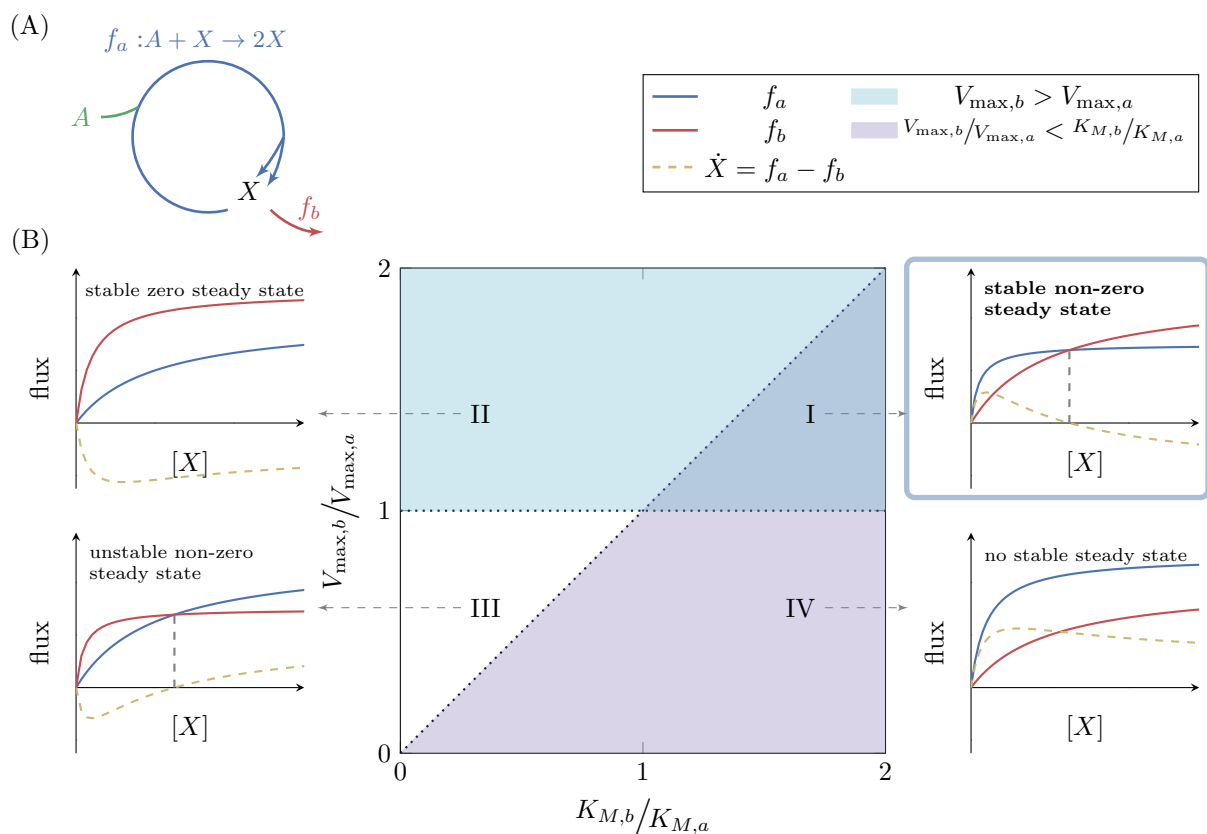 (A)
f_a : A + X → 2X
A
X
f_b
f_a
V_max,b > V_max,a
f_b
V_max,b/V_max,a < K_M,b/K_M,a
Ẋ = f_a − f_b
(B)
stable zero steady state
flux
[X]
unstable non-zero
steady state
flux
[X]
2
1
0
V_max,b/V_max,a
II
I
III
IV
0
1
2
K_M,b/K_M,a
stable non-zero
steady state
flux
[X]
no stable steady state
flux
[X]